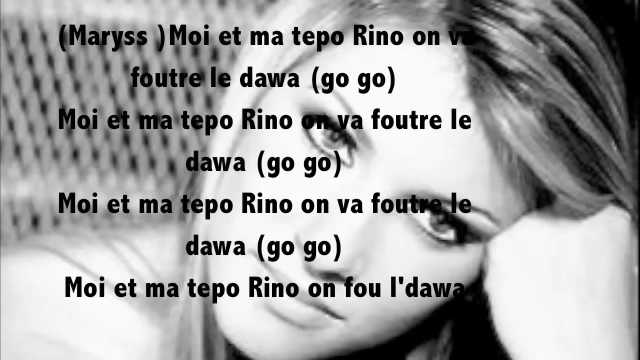 (Maryss )Moi et ma tepo Rino on va
foutre le dawa (go go)
Moi et ma tepo Rino on va foutre le
dawa (go go)
Moi et ma tepo Rino on va foutre le
dawa (go go)
Moi et ma tepo Rino on fou l'dawa